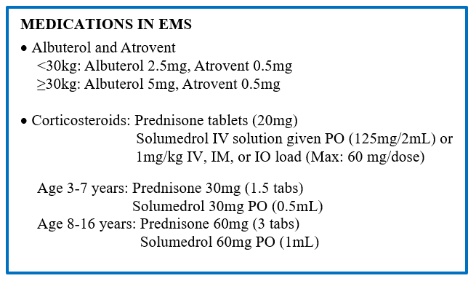 MEDICATIONS IN EMS
• Albuterol and Atrovent
<30kg: Albuterol 2.5mg, Atrovent 0.5mg
≥30kg: Albuterol 5mg, Atrovent 0.5mg
• Corticosteroids: Prednisone tablets (20mg)
Solumedrol IV solution given PO (125mg/2mL) or
1mg/kg IV, IM, or IO load (Max: 60 mg/dose)
Age 3-7 years: Prednisone 30mg (1.5 tabs)
Solumedrol 30mg PO (0.5mL)
Age 8-16 years: Prednisone 60mg (3 tabs)
Solumedrol 60mg PO (1mL)